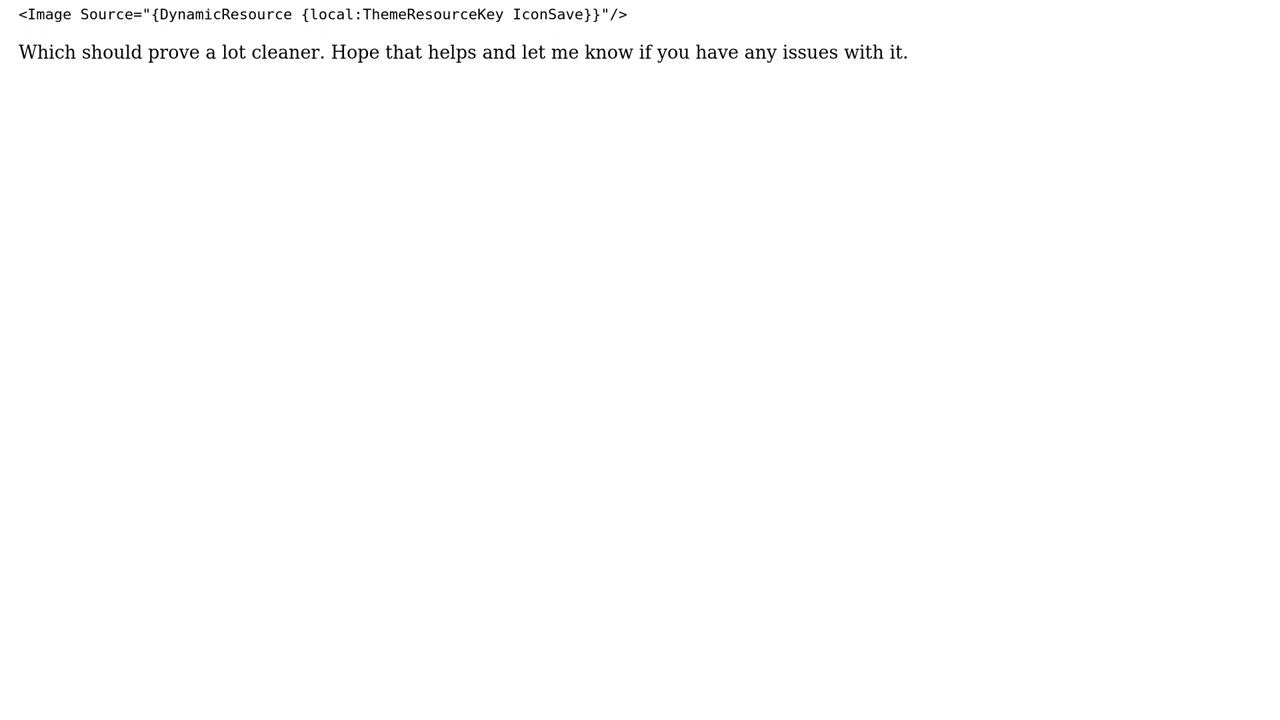 <Image Source="{DynamicResource {local:ThemeResourceKey IconSave}}"/>
Which should prove a lot cleaner. Hope that helps and let me know if you have any issues with it.